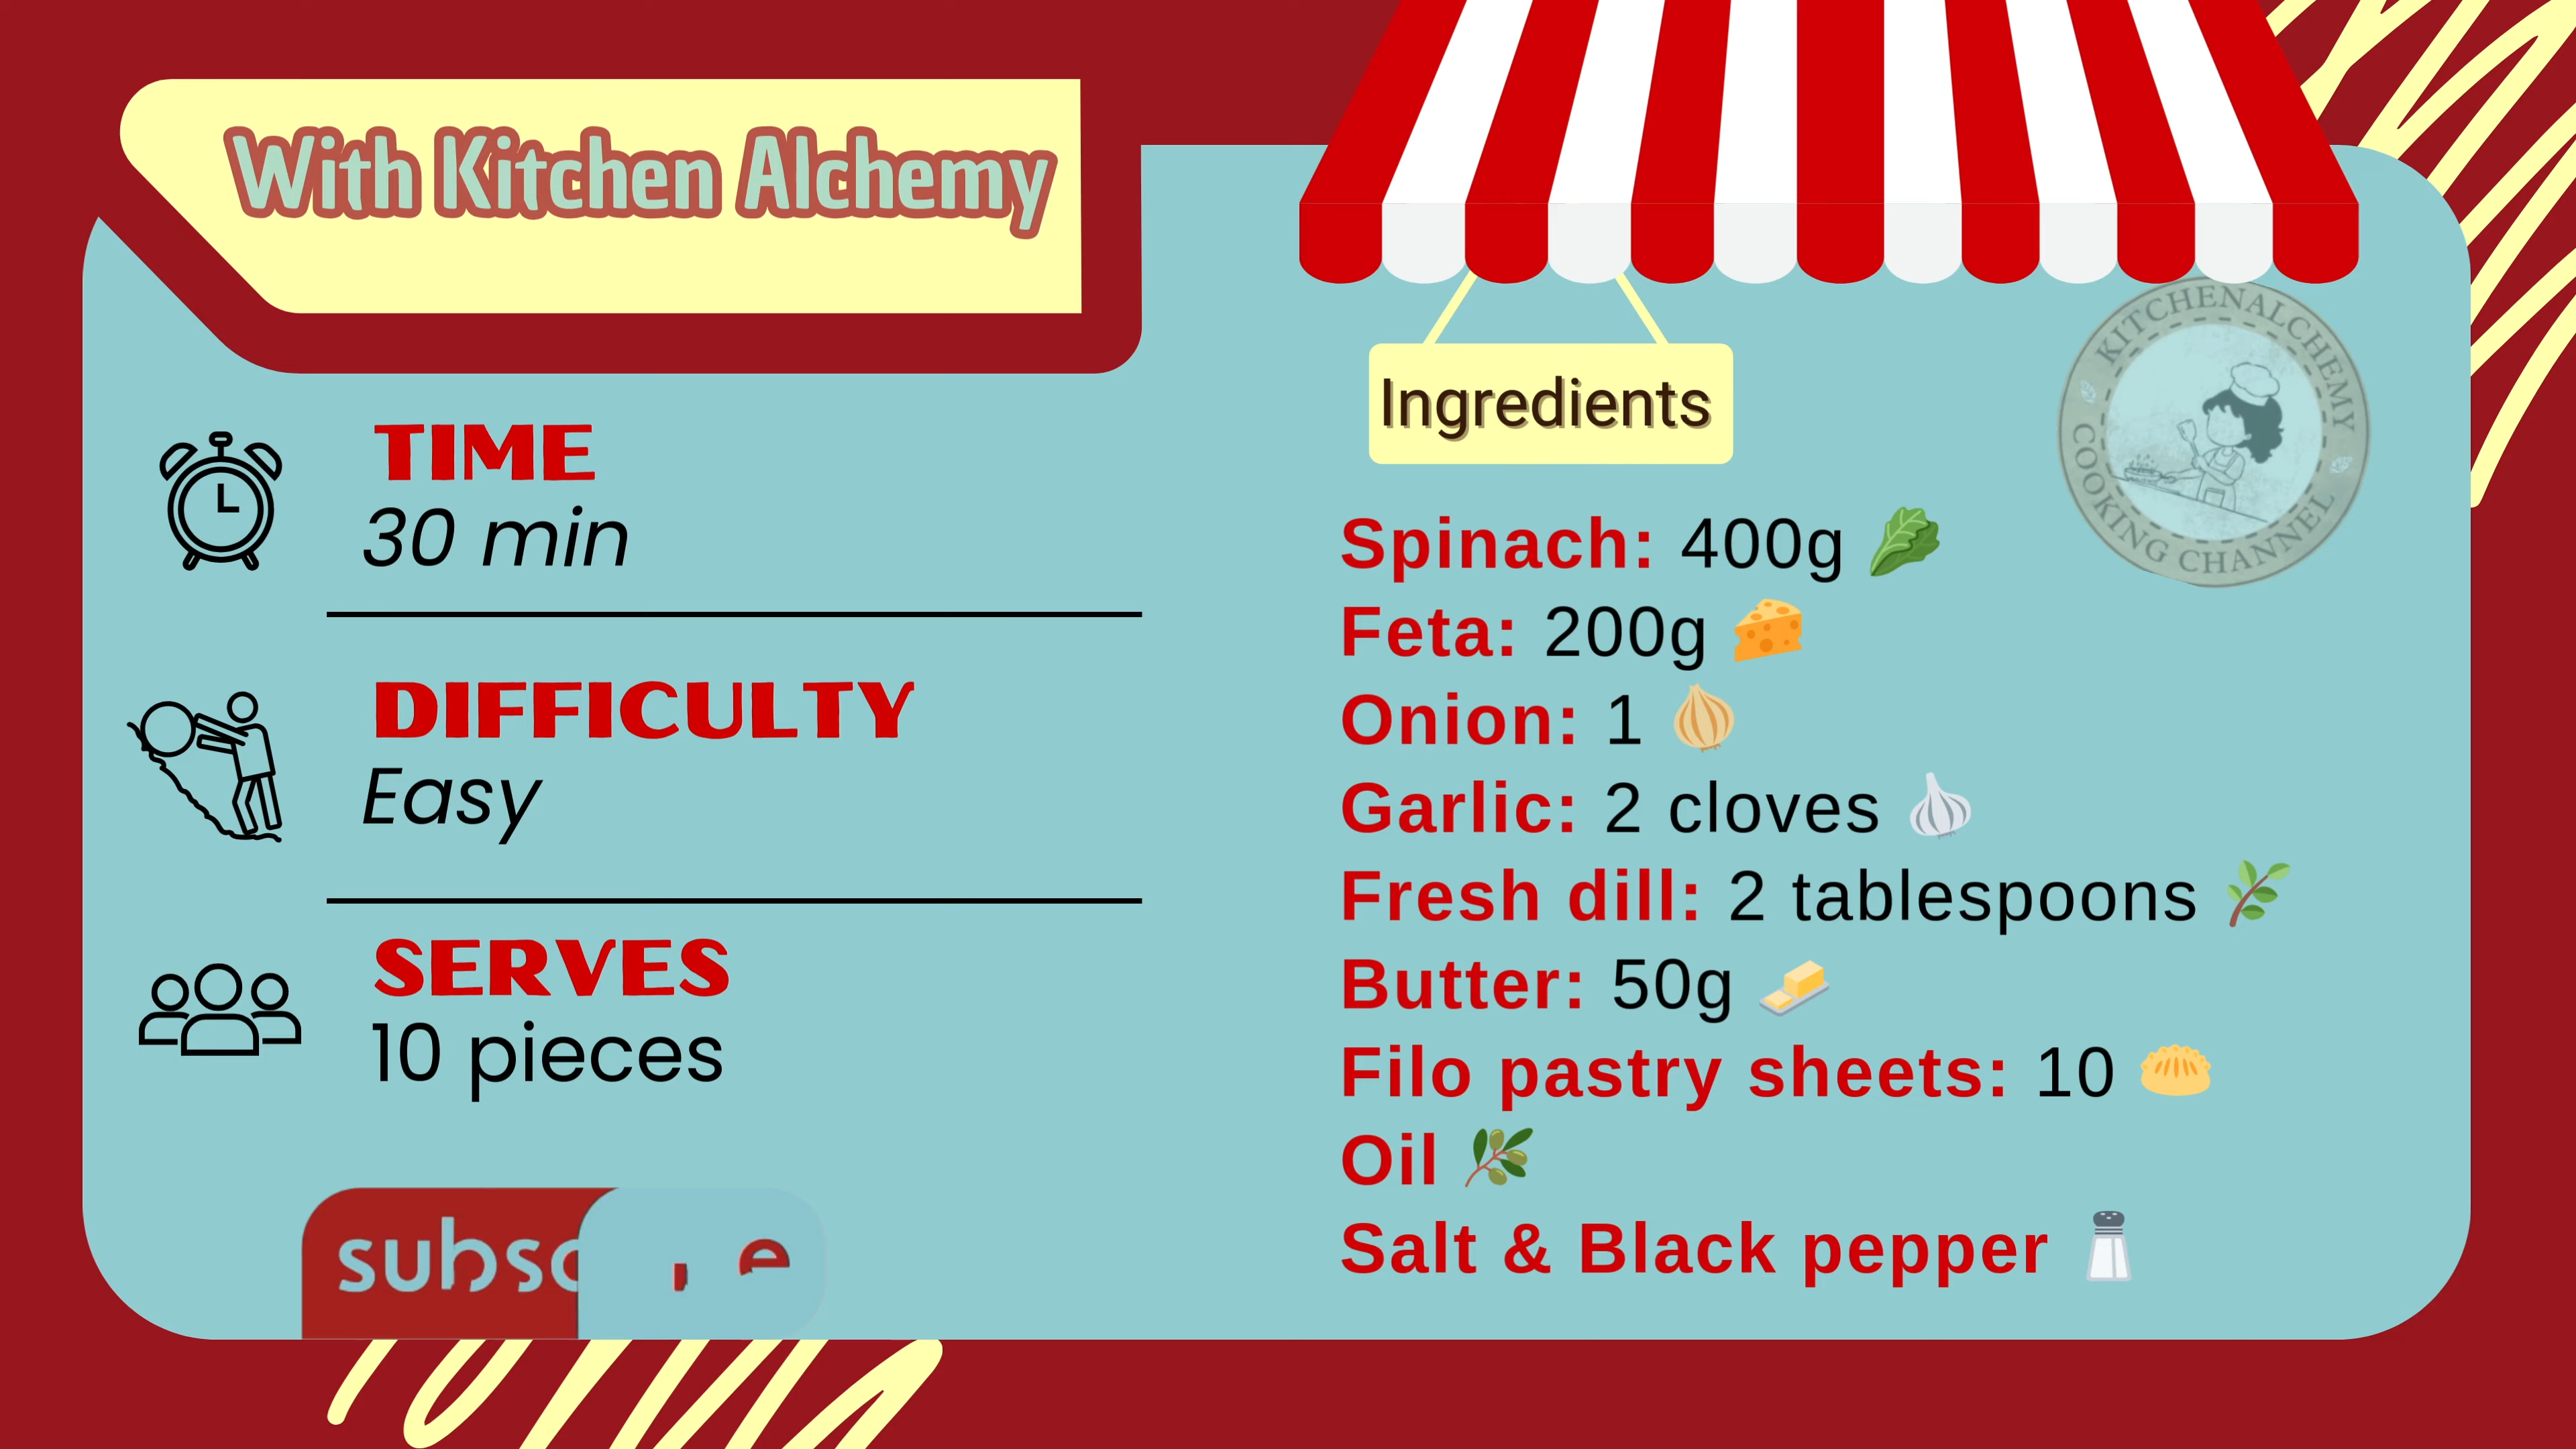 With Kitchen Alchemy
TIME
30 min
DIFFICULTY
Easy
SERVES
10 pieces
Ingredients
KITCHENALCHEMY
COOKING CHANNEL
Spinach: 400g
Feta: 200g
Onion: 1
Garlic: 2 cloves
Fresh dill: 2 tablespoons
Butter: 50g
Filo pastry sheets: 10
Oil
Salt & Black pepper